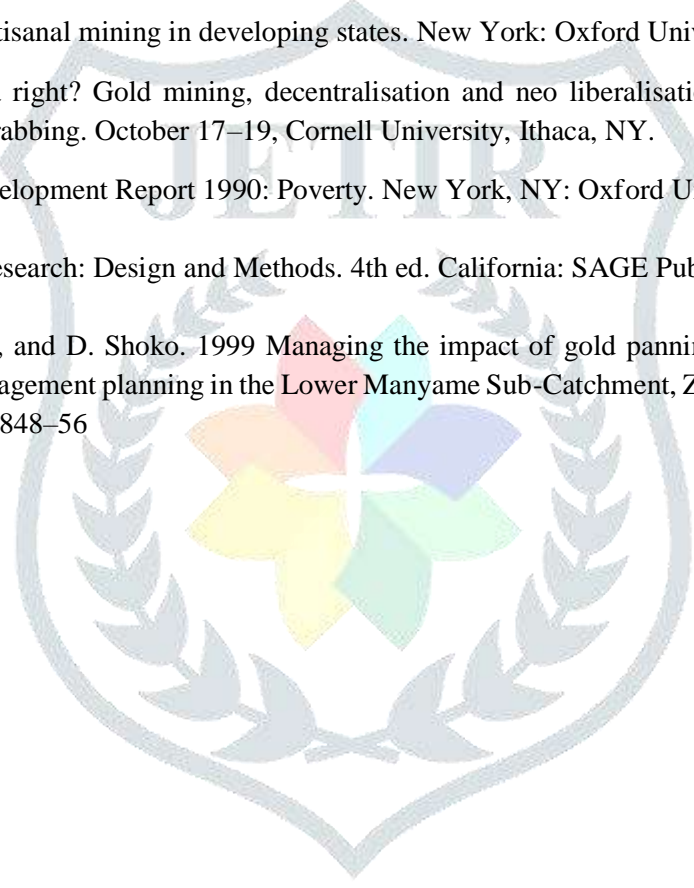 tisanal mining in developing states. New York: Oxford Univ
right? Gold mining, decentralisation and neo liberalisatio
rabbing. October 17–19, Cornell University, Ithaca, NY.
JETIR
velopment Report 1990: Poverty. New York, NY: Oxford U
esearch: Design and Methods. 4th ed. California: SAGE Pub
, and D. Shoko. 1999 Managing the impact of gold pannin
agement planning in the Lower Manyame Sub-Catchment, Z
848–56